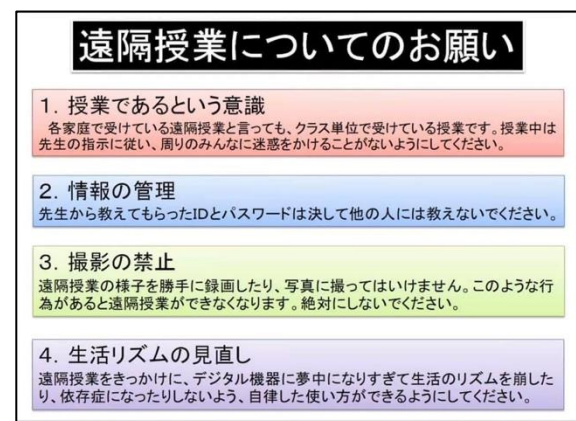 遠隔授業についてのお願い
1. 授業であるという意識
各家庭で受けている遠隔授業と言っても、クラス単位で受けている授業です。授業中は
先生の指示に従い、周りのみんなに迷惑をかけることがないようにしてください。
2. 情報の管理
先生から教えてもらったIDとパスワードは決して他の人には教えないでください。
3. 撮影の禁止
遠隔授業の様子を勝手に録画したり、写真に撮ってはいけません。このような行
為があると遠隔授業ができなくなります。絶対にしないでください。
4. 生活リズムの見直し
遠隔授業をきっかけに、デジタル機器に夢中になりすぎて生活のリズムを崩した
り、依存症になったりしないよう、自律した使い方ができるようにしてください。